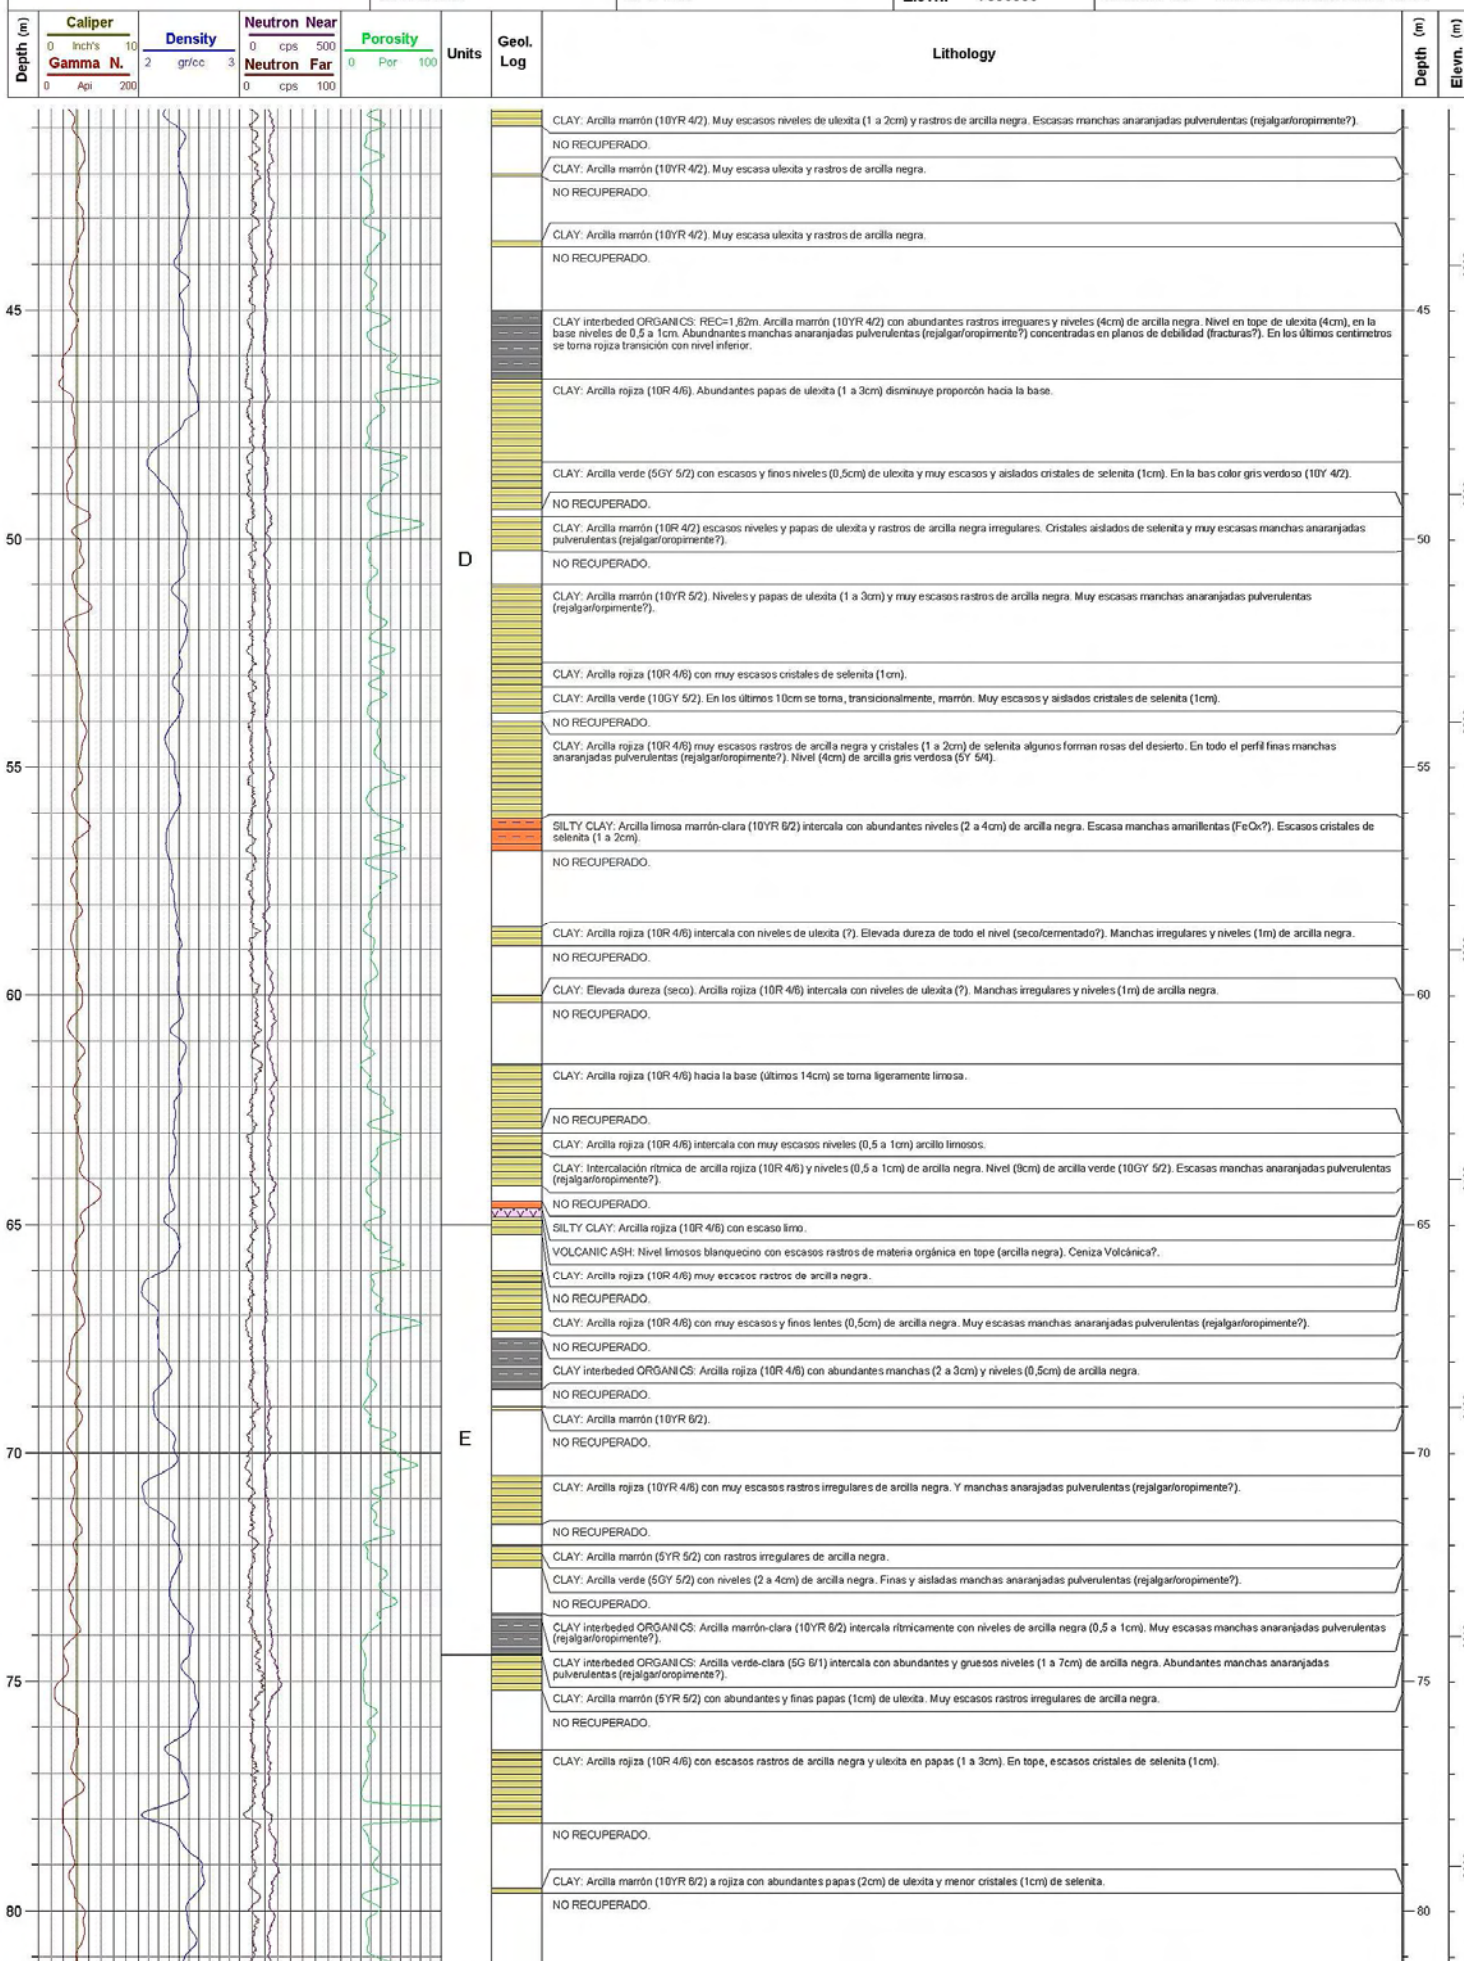 Depth (m)
Caliper
0 Inch's 10
Gamma N.
0 Api 200
Density
2 gr/cc 3
Neutron Near
0 cps 500
Neutron Far
0 cps 100
Porosity
0 Por 100
Units
Geol.
Log
Lithology
Depth (m)
Elevn. (m)
CLAY: Arcilla marrón (10YR 4/2). Muy escasos niveles de ulexita (1 a 2cm) y rastros de arcilla negra. Escasas manchas anaranjadas pulverulentas (rejalgar/oropimente?).
NO RECUPERADO.
CLAY: Arcilla marrón (10YR 4/2). Muy escasa ulexita y rastros de arcilla negra.
NO RECUPERADO.
CLAY: Arcilla marrón (10YR 4/2). Muy escasa ulexita y rastros de arcilla negra.
NO RECUPERADO.
45
CLAY interbeded ORGANICS: REC=1,62m. Arcilla marrón (10YR 4/2) con abundantes rastros irreguares y niveles (4cm) de arcilla negra. Nivel en tope de ulexita (4cm), en la
base niveles de 0,5 a 1cm. Abundnantes manchas anaranjadas pulverulentas (rejalgar/oropimente?) concentradas en planos de debilidad (fracturas?). En los últimos centimetros
se torna rojiza transición con nivel inferior.
CLAY: Arcilla rojiza (10R 4/6). Abundantes papas de ulexita (1 a 3cm) disminuye proporcón hacia la base.
CLAY: Arcilla verde (5GY 5/2) con escasos y finos niveles (0,5cm) de ulexita y muy escasos y aislados cristales de selenita (1cm). En la bas color gris verdoso (10Y 4/2).
NO RECUPERADO.
CLAY: Arcilla marrón (10R 4/2) escasos niveles y papas de ulexita y rastros de arcilla negra irregulares. Cristales aislados de selenita y muy escasas manchas anaranjadas
pulverulentas (rejalgar/oropimente?).
50 50
D
NO RECUPERADO.
CLAY: Arcilla marrón (10YR 5/2). Niveles y papas de ulexita (1 a 3cm) y muy escasos rastros de arcilla negra. Muy escasas manchas anaranjadas pulverulentas
(rejalgar/orpimente?).
CLAY: Arcilla rojiza (10R 4/6) con muy escasos cristales de selenita (1cm).
CLAY: Arcilla verde (10GY 5/2). En los últimos 10cm se torna, transicionalmente, marrón. Muy escasos y aislados cristales de selenita (1cm).
NO RECUPERADO.
CLAY: Arcilla rojiza (10R 4/6) muy escasos rastros de arcilla negra y cristales (1 a 2cm) de selenita algunos forman rosas del desierto. En todo el perfil finas manchas
anaranjadas pulverulentas (rejalgar/oropimente?). Nivel (4cm) de arcilla gris verdosa (5Y 5/4).
55 55
SILTY CLAY: Arcilla limosa marrón-clara (10YR 6/2) intercala con abundantes niveles (2 a 4cm) de arcilla negra. Escasa manchas amarillentas (FeOx?). Escasos cristales de
selenita (1 a 2cm).
NO RECUPERADO.
CLAY: Arcilla rojiza (10R 4/6) intercala con niveles de ulexita (?). Elevada dureza de todo el nivel (seco/cementado?). Manchas irregulares y niveles (1m) de arcilla negra.
NO RECUPERADO.
CLAY: Elevada dureza (seco). Arcilla rojiza (10R 4/6) intercala con niveles de ulexita (?). Manchas irregulares y niveles (1m) de arcilla negra.
60 60
NO RECUPERADO.
CLAY: Arcilla rojiza (10R 4/6) hacia la base (últimos 14cm) se torna ligeramente limosa.
NO RECUPERADO.
CLAY: Arcilla rojiza (10R 4/6) intercala con muy escasos niveles (0,5 a 1cm) arcillo limosos.
CLAY: Intercalación rítmica de arcilla rojiza (10R 4/6) y niveles (0,5 a 1cm) de arcilla negra. Nivel (9cm) de arcilla verde (10GY 5/2). Escasas manchas anaranjadas pulverulentas
(rejalgar/oropimente?).
NO RECUPERADO.
65 65
SILTY CLAY: Arcilla rojiza (10R 4/6) con escaso limo.
VOLCANIC ASH: Nivel limosos blanquecino con escasos rastros de materia orgánica en tope (arcilla negra). Ceniza Volcánica?.
CLAY: Arcilla rojiza (10R 4/6) muy escasos rastros de arcilla negra.
NO RECUPERADO.
CLAY: Arcilla rojiza (10R 4/6) con muy escasos y finos lentes (0,5cm) de arcilla negra. Muy escasas manchas anaranjadas pulverulentas (rejalgar/oropimente?).
NO RECUPERADO.
CLAY interbeded ORGANICS: Arcilla rojiza (10R 4/6) con abundantes manchas (2 a 3cm) y niveles (0,5cm) de arcilla negra.
NO RECUPERADO.
CLAY: Arcilla marrón (10YR 6/2).
E
NO RECUPERADO.
70 70
CLAY: Arcilla rojiza (10YR 4/6) con muy escasos rastros irregulares de arcilla negra. Y manchas anarajadas pulverulentas (rejalgar/oropimente?).
NO RECUPERADO.
CLAY: Arcilla marrón (5YR 5/2) con rastros irregulares de arcilla negra.
CLAY: Arcilla verde (5GY 5/2) con niveles (2 a 4cm) de arcilla negra. Finas y aisladas manchas anaranjadas pulverulentas (rejalgar/oropimente?).
NO RECUPERADO.
CLAY interbeded ORGANICS: Arcilla marrón-clara (10YR 6/2) intercala rítmicamente con niveles de arcilla negra (0,5 a 1cm). Muy escasas manchas anaranjadas pulverulentas
(rejalgar/oropimente?).
CLAY interbeded ORGANICS: Arcilla verde-clara (5G 6/1) intercala con abundantes y gruesos niveles (1 a 7cm) de arcilla negra. Abundantes manchas anaranjadas
pulverulentas (rejalgar/oropimente?).
75 75
CLAY: Arcilla marrón (5YR 5/2) con abundantes y finas papas (1cm) de ulexita. Muy escasos rastros irregulares de arcilla negra.
NO RECUPERADO.
CLAY: Arcilla rojiza (10R 4/6) con escasos rastros de arcilla negra y ulexita en papas (1 a 3cm). En tope, escasos cristales de selenita (1cm).
NO RECUPERADO.
CLAY: Arcilla marrón (10YR 6/2) a rojiza con abundantes papas (2cm) de ulexita y menor cristales (1cm) de selenita.
NO RECUPERADO.
80 80